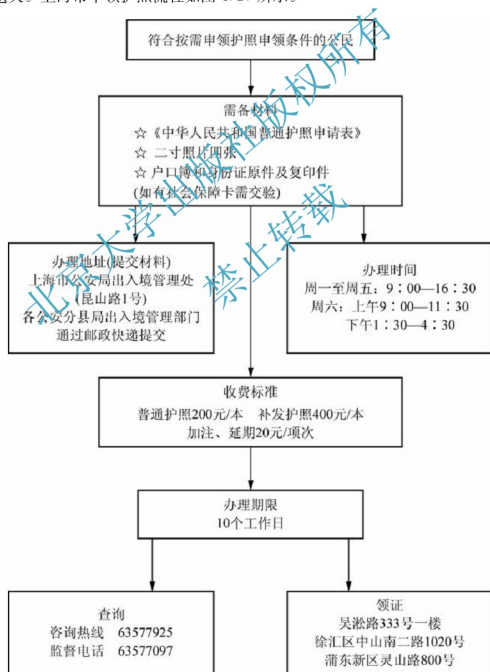 符合按需申领护照申领条件的公民
需备材料
☆《中华人民共和国普通护照申请表》
☆ 二寸照片四张
☆ 户口簿和身份证原件及复印件
(如有社会保障卡需交验)
办理地址(提交材料)
上海市公安局出入境管理处
(昆山路1号)
各公安分县局出入境管理部门
通过邮政快递提交
办理时间
周一至周五：9：00—16：30
周六：上午9：00—11：30
下午1：30—4：30
收费标准
普通护照200元/本 补发护照400元/本
加注、延期20元/项次
办理期限
10个工作日
查询
咨询热线 63577925
监督电话 63577097
领证
吴淞路333号一楼
徐汇区中山南二路1020号
蒲东新区灵山路800号
北京大学出版社版权所有
禁止转载